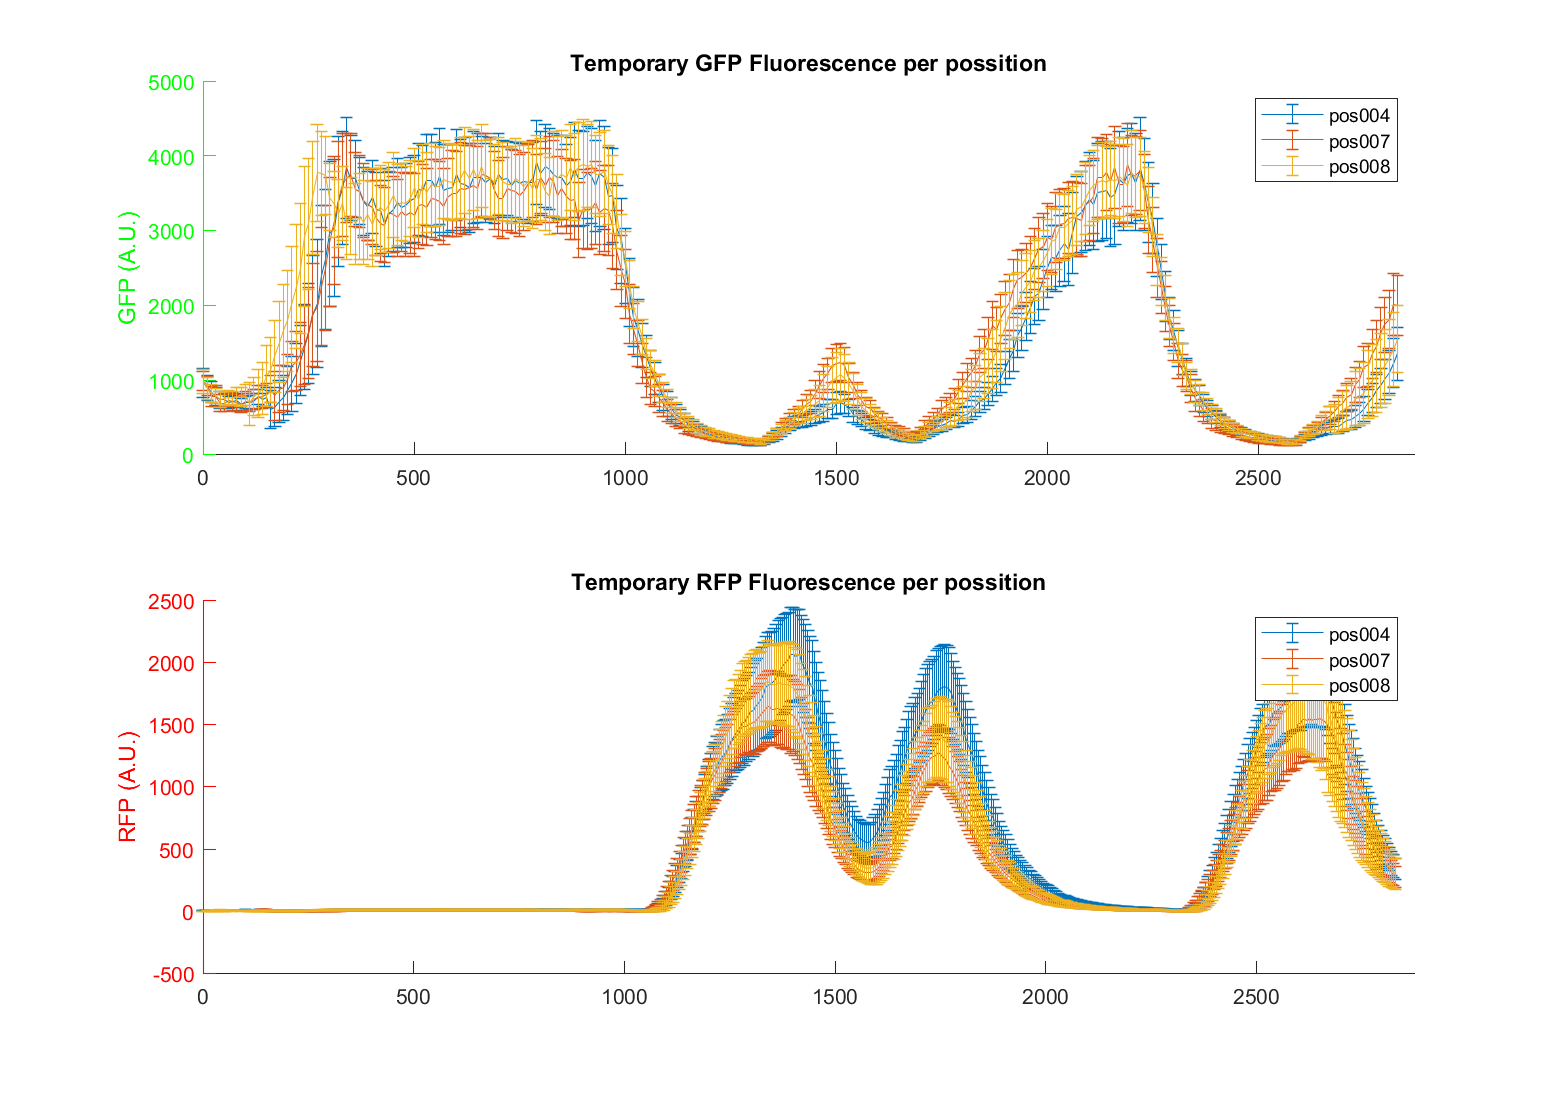 Temporary GFP Fluorescence per possition
5000
4000
3000
2000
1000
0
GFP (A.U.)
0 500 1000 1500 2000 2500
pos004
pos007
pos008
Temporary RFP Fluorescence per possition
2500
2000
1500
1000
500
0
-500
RFP (A.U.)
0 500 1000 1500 2000 2500
pos004
pos007
pos008